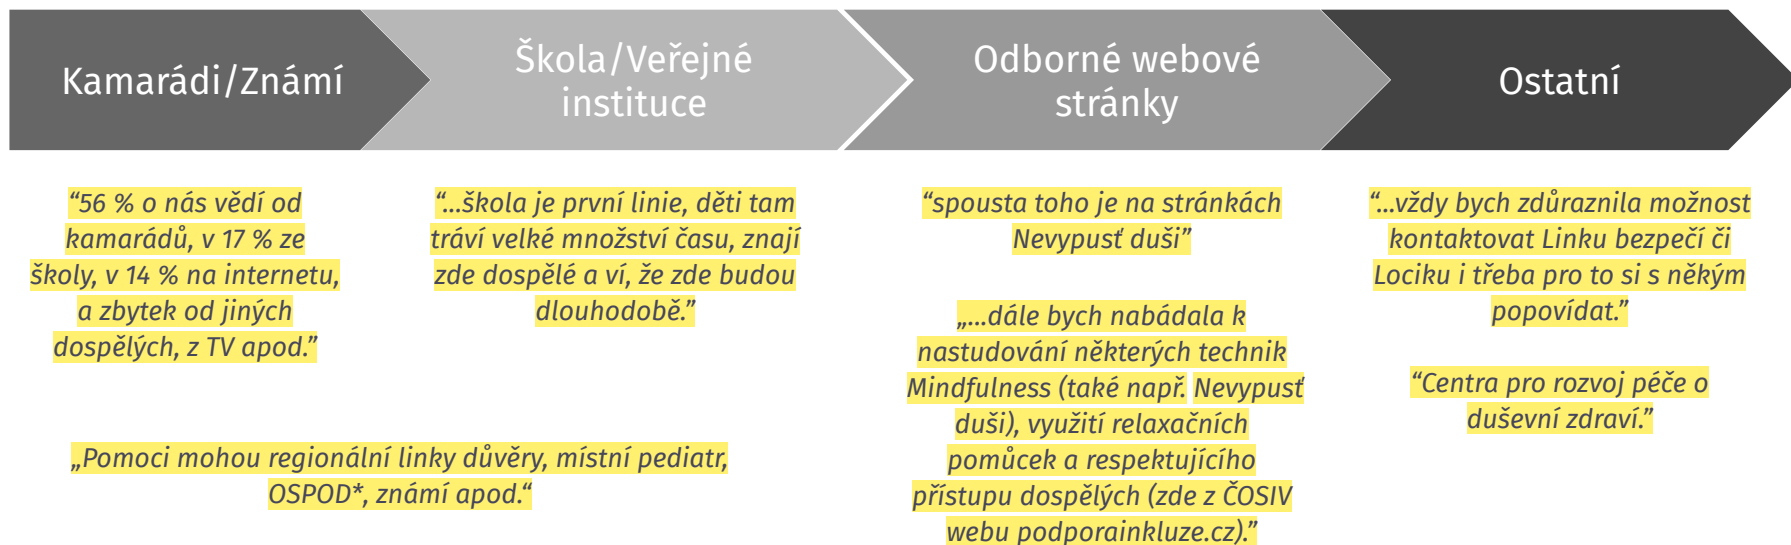 Kamarádi/Známí
Škola/Veřejné
instituce
Odborné webové
stránky
Ostatní
“56 % o nás vědí od
kamarádů, v 17 % ze
školy, v 14 % na internetu,
a zbytek od jiných
dospělých, z TV apod.”
“…škola je první linie, děti tam
tráví velké množství času, znají
zde dospělé a ví, že zde budou
dlouhodobě.”
„Pomoci mohou regionální linky důvěry, místní pediatr,
OSPOD*, známí apod.“
“spousta toho je na stránkách
Nevypusť duši”
„…dále bych nabádala k
nastudování některých technik
Mindfulness (také např. Nevypusť
duši), využití relaxačních
pomůcek a respektujícího
přístupu dospělých (zde z ČOSIV
webu podporainkluze.cz).”
“…vždy bych zdůraznila možnost
kontaktovat Linku bezpečí či
Lociku i třeba pro to si s někým
popovídat.”
“Centra pro rozvoj péče o
duševní zdraví.”